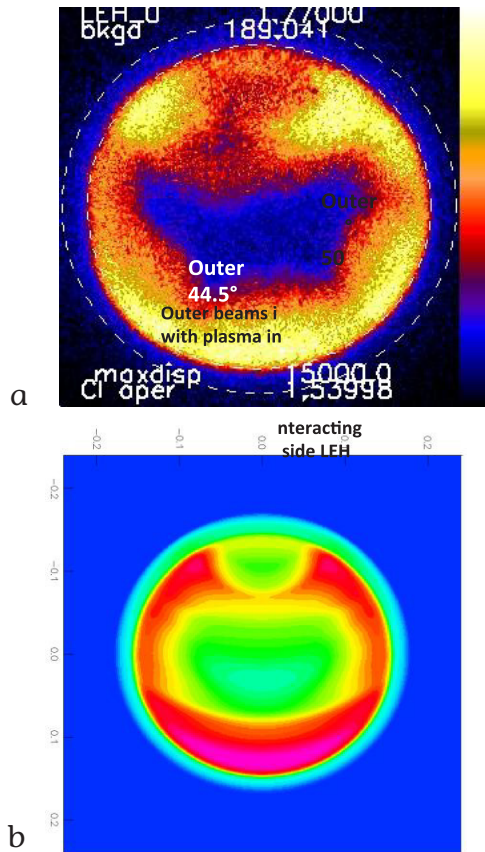 LEH_0 1.77000
bkgd 189.041
Outer
50
Outer
44.5°
Outer beams i
with plasma in
maxdisp 15000.0
Cl aper 1.53998
a
nteracting
side LEH
-0.2 -0.1 0.0 0.2
-0.2
-0.1
0.0
0.1
0.2
b